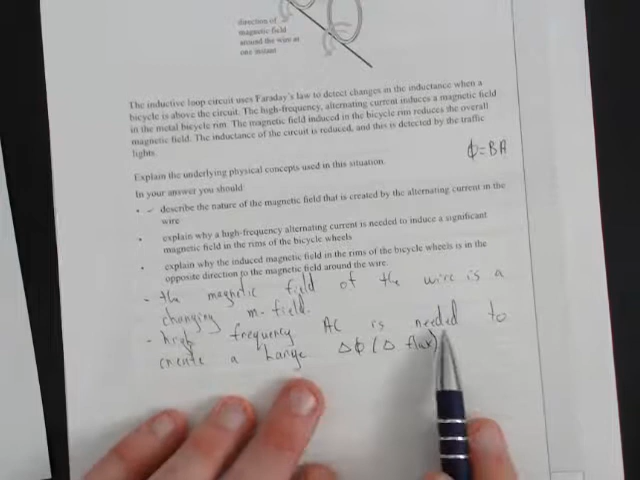 direction of
magnetic field
around the wire at
one instant
The inductive loop circuit uses Faraday's law to detect changes in the inductance when a
bicycle is above the circuit. The high-frequency, alternating current induces a magnetic field
in the metal bicycle rim. The magnetic field induced in the bicycle rim reduces the overall
magnetic field. The inductance of the circuit is reduced, and this is detected by the traffic
lights.
ϕ=BA
Explain the underlying physical concepts used in this situation.
In your answer you should
• describe the nature of the magnetic field that is created by the alternating current in the
wire
• explain why a high-frequency alternating current is needed to induce a significant
magnetic field in the rims of the bicycle wheels
• explain why the induced magnetic field in the rims of the bicycle wheels is in the
opposite direction to the magnetic field around the wire.
- the magnetic field of the wire is a
changing m-field.
- high frequency AC is needed to
create a large Δϕ (Δ flux)